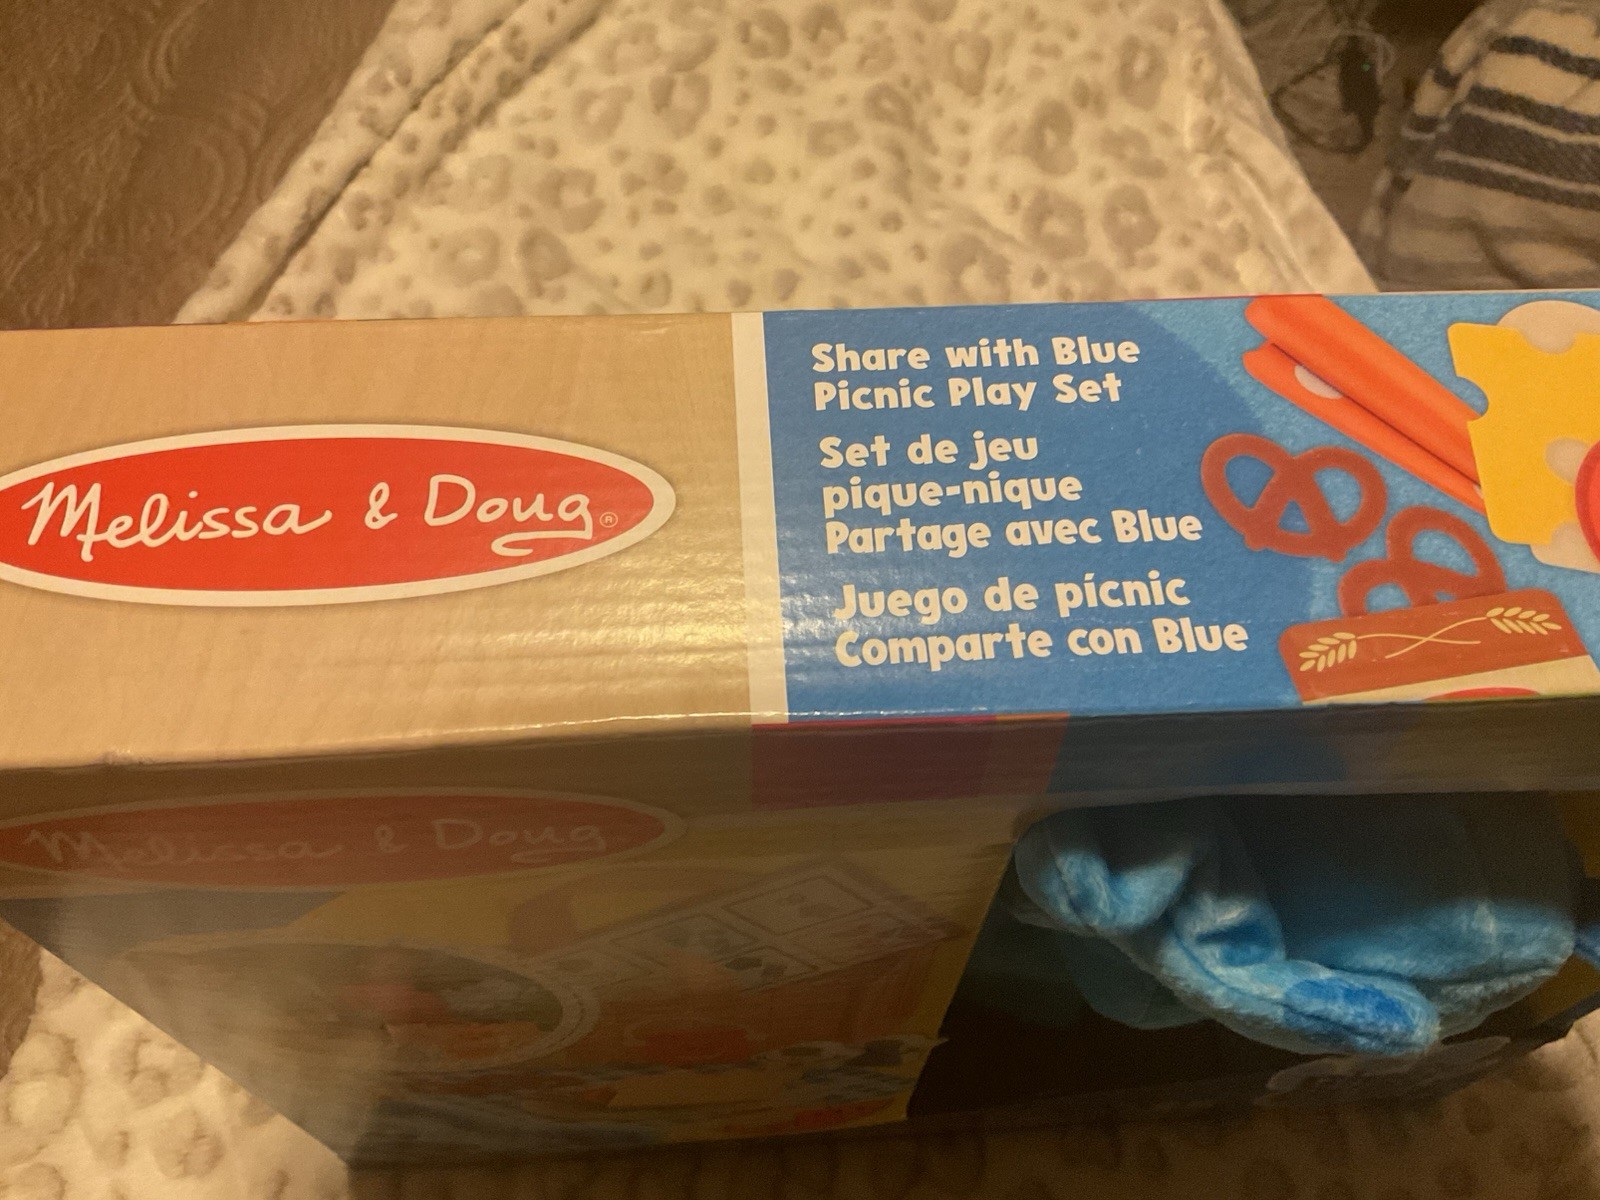 Melissa & Doug®
Share with Blue
Picnic Play Set
Set de jeu
pique-nique
Partage avec Blue
Juego de pícnic
Comparte con Blue
Melissa & Doug